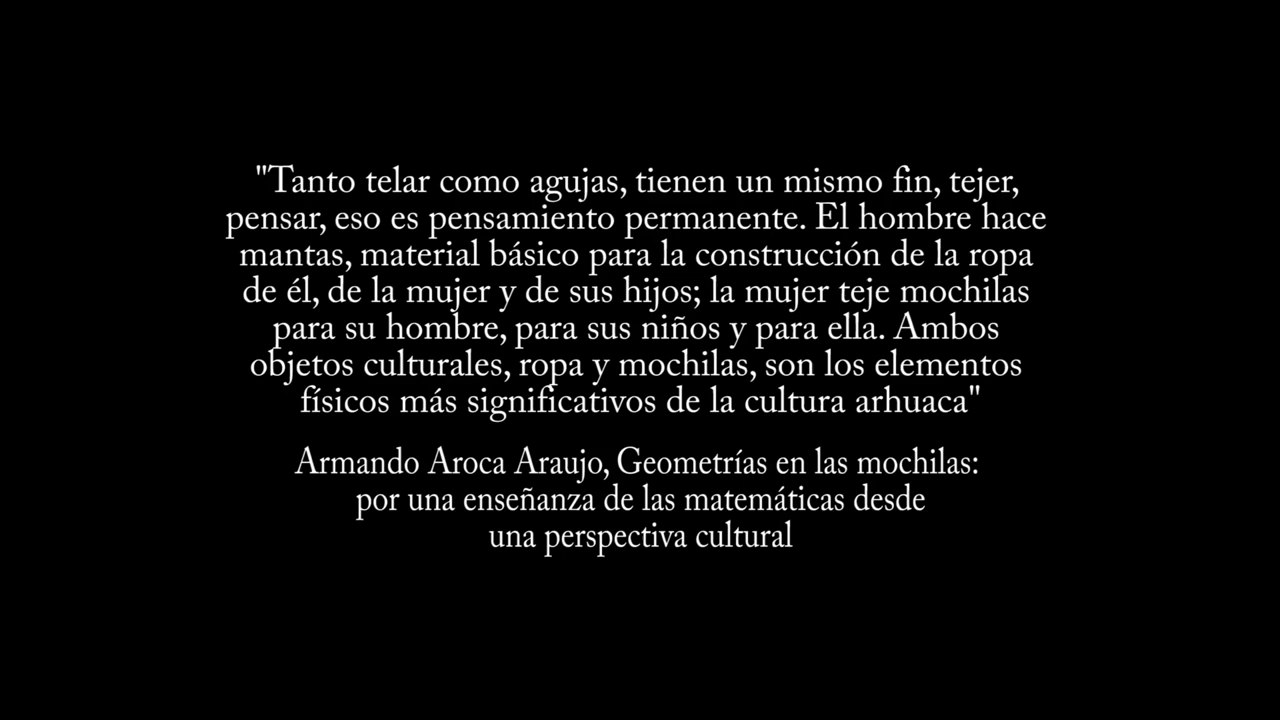 "Tanto telar como agujas, tienen un mismo fin, tejer,
pensar, eso es pensamiento permanente. El hombre hace
mantas, material básico para la construcción de la ropa
de él, de la mujer y de sus hijos; la mujer teje mochilas
para su hombre, para sus niños y para ella. Ambos
objetos culturales, ropa y mochilas, son los elementos
físicos más significativos de la cultura arhuaca"
Armando Aroca Araujo, Geometrías en las mochilas:
por una enseñanza de las matemáticas desde
una perspectiva cultural